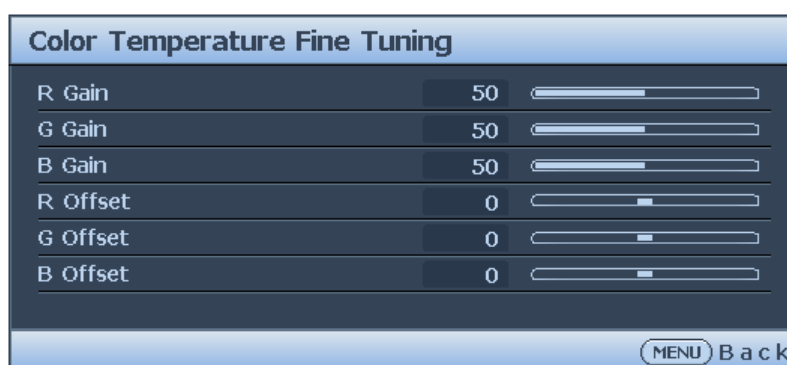 Color Temperature Fine Tuning
R Gain 50
G Gain 50
B Gain 50
R Offset 0
G Offset 0
B Offset 0
MENU Back